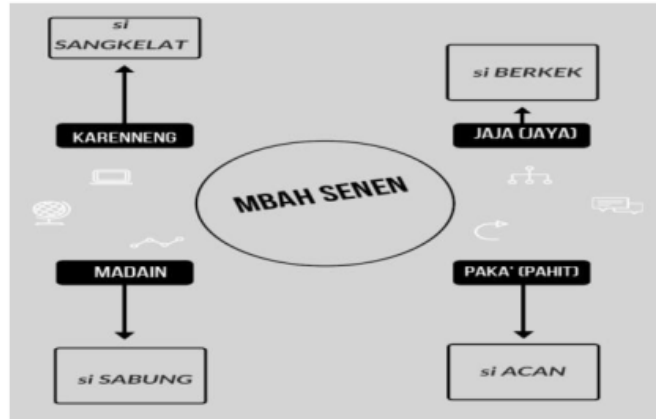 si
SANGKELAT
si BERKEK
KARENNENG
JAJA (JAYA)
MBAH SENEN
MADAIN
PAKA' (PAHIT)
si SABUNG
si ACAN